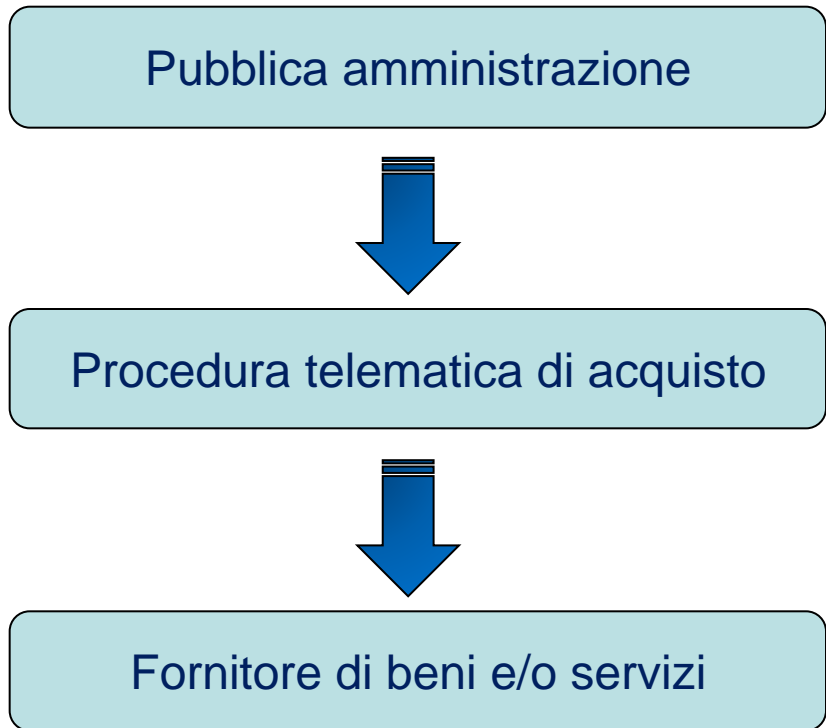 Pubblica amministrazione
Procedura telematica di acquisto
Fornitore di beni e/o servizi